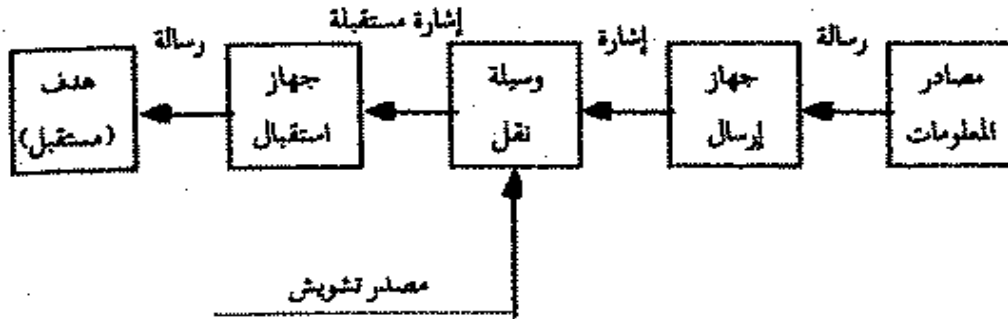 إشارة مستقبلة
رسالة
إشارة
رسالة
مصادر
المعلومات
جهاز
إرسال
وسيلة
نقل
جهاز
استقبال
هدف
(مستقبل)
مصدر تشويش